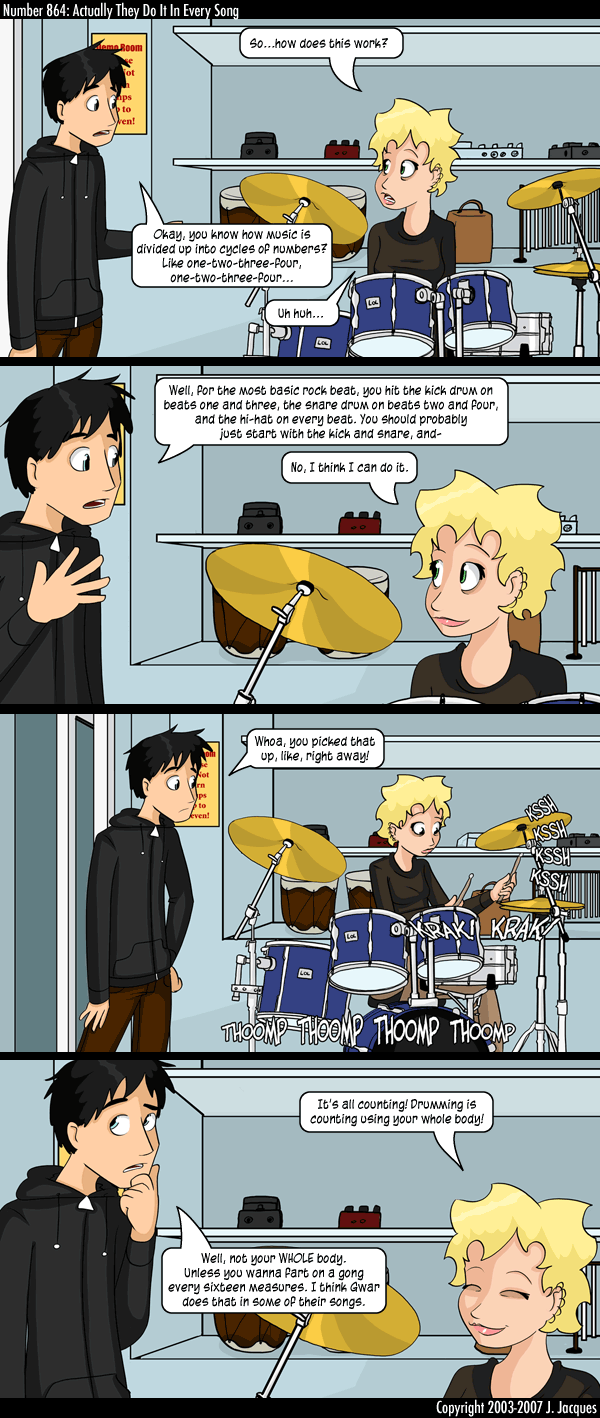 Number 864: Actually They Do It In Every Song
So...how does this work?
Demo Room
Okay, you know how music is
divided up into cycles of numbers?
Like one-two-three-four,
one-two-three-four...
Uh huh...
LOL
LOL
Well, for the most basic rock beat, you hit the kick drum on
beats one and three, the snare drum on beats two and four,
and the hi-hat on every beat. You should probably
just start with the kick and snare, and-
No, I think I can do it.
Whoa, you picked that
up, like, right away!
KSSH
KSSH
KSSH
KSSH
KRAK!
KRAK
LOL
LOL
THOOMP THOOMP THOOMP THOOMP
It's all counting! Drumming is
counting using your whole body!
Well, not your WHOLE body.
Unless you wanna fart on a gong
every sixteen measures. I think Gwar
does that in some of their songs.
Copyright 2003-2007 J. Jacques